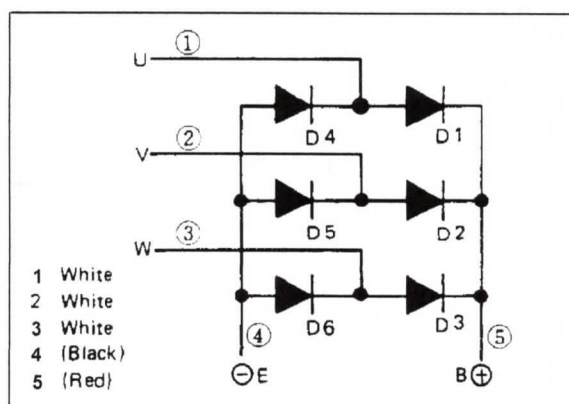 U ①
D4 D1
V ②
D5 D2
W ③
D6 D3
1 White
2 White
3 White
4 (Black)
5 (Red)
④ ⑤
⊖ E B ⊕